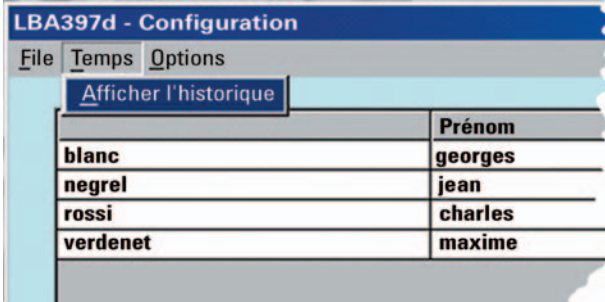 LBA397d - Configuration
File Temps Options
Afficher l'historique
Prénom
blanc georges
negrel jean
rossi charles
verdenet maxime